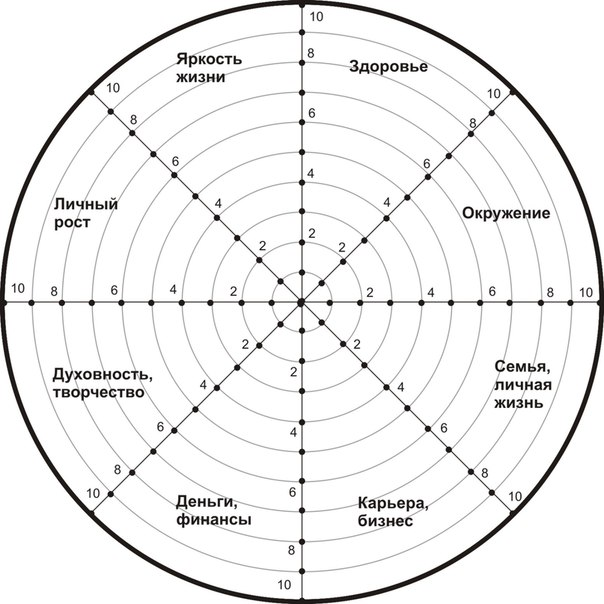 10
Яркость
жизни
8
Здоровье
10
10
8
8
6
6
6
4
Личный
рост
4
4
Окружение
2
2
2
10 8 6 4 2 2 4 6 8 10
2
2
2
Духовность,
творчество
Семья,
личная
жизнь
4
4
4
6
6
6
8
8
10
10
Деньги,
финансы
Карьера,
бизнес
8
10